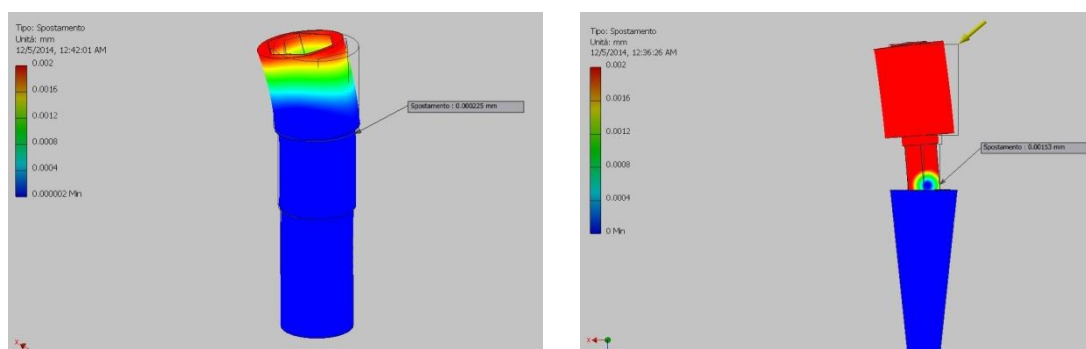 Tipo: Spostamento
Unità: mm
12/5/2014, 12:42:01 AM
0.002
0.0016
0.0012
0.0008
0.0004
0.000002 Min
Spostamento : 0.000225 mm
X
Tipo: Spostamento
Unità: mm
12/5/2014, 12:36:26 AM
0.002
0.0016
0.0012
0.0008
0.0004
0 Min
Spostamento : 0.00153 mm
X